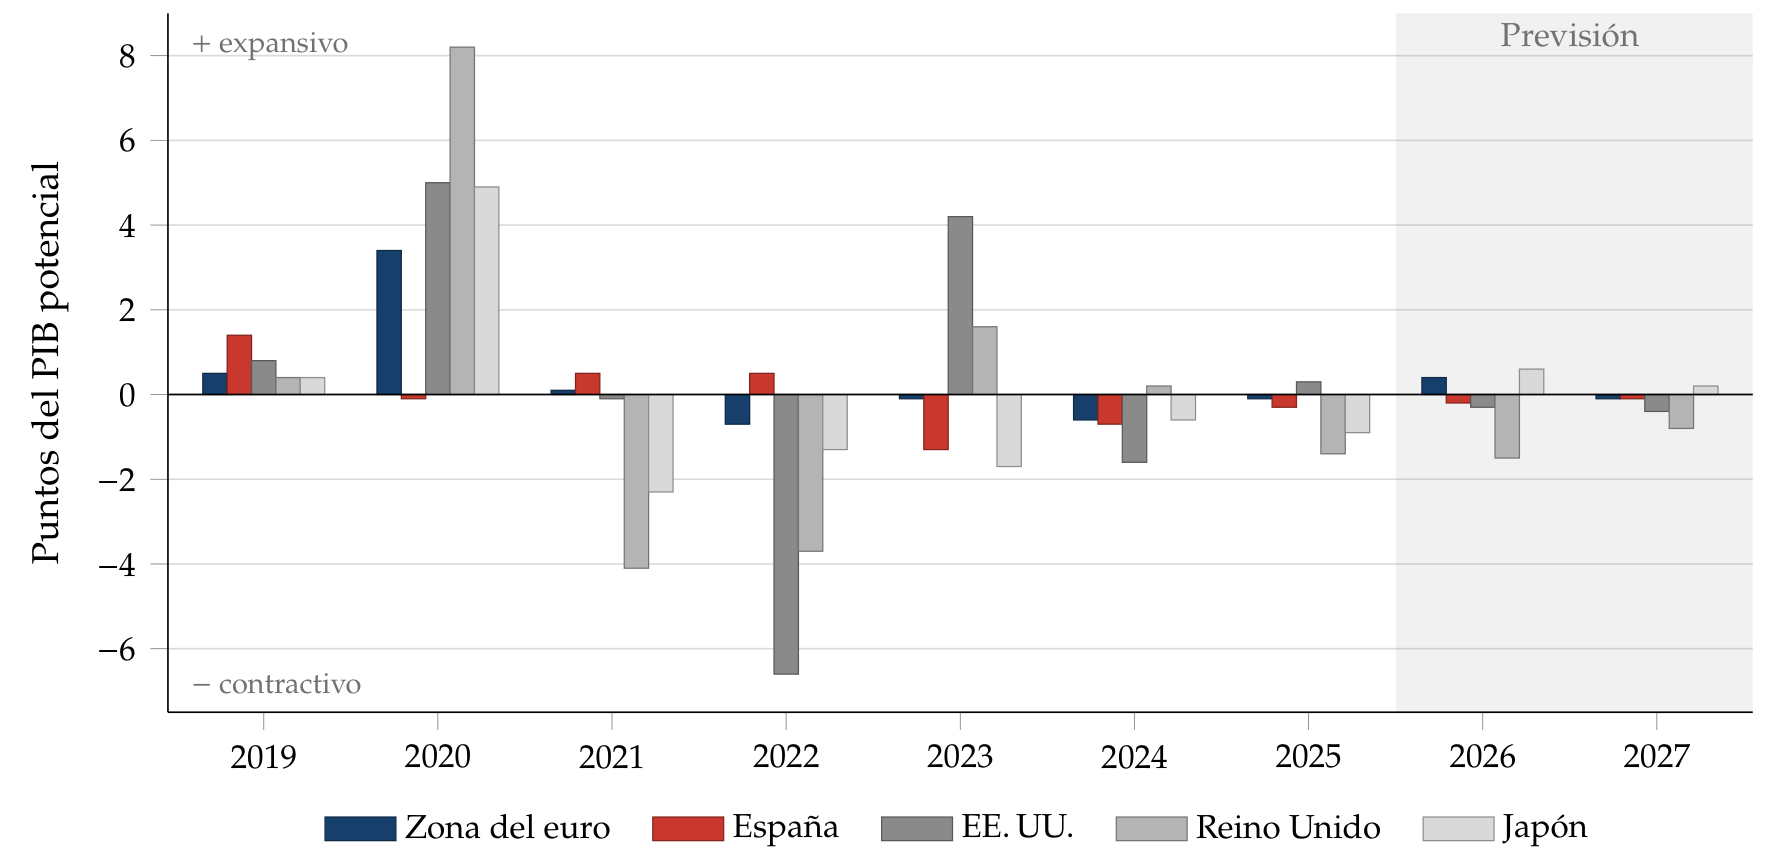 + expansivo
Previsión
Puntos del PIB potencial
8
6
4
2
0
−2
−4
−6
− contractivo
2019 2020 2021 2022 2023 2024 2025 2026 2027
Zona del euro España EE. UU. Reino Unido Japón